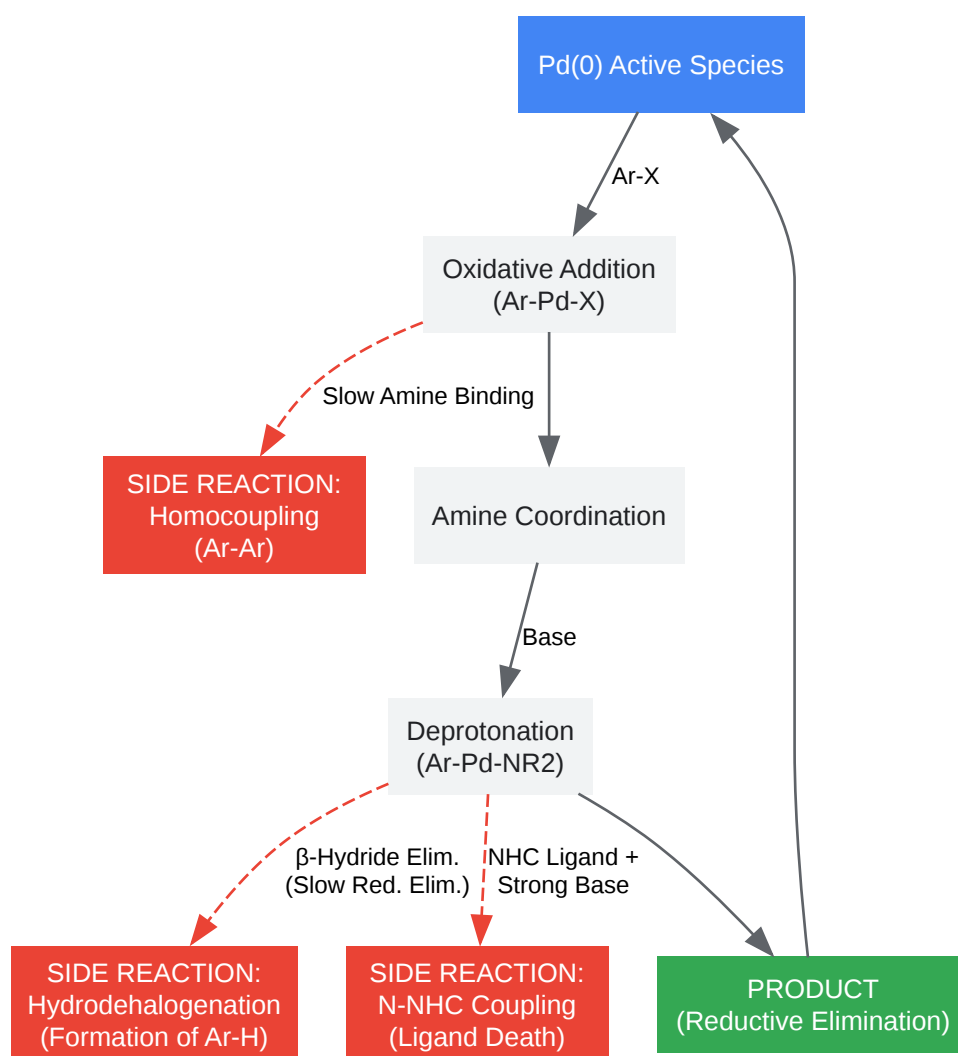 Pd(0) Active Species
Ar-X
Oxidative Addition
(Ar-Pd-X)
Slow Amine Binding
SIDE REACTION:
Homocoupling
(Ar-Ar)
Amine Coordination
Base
Deprotonation
(Ar-Pd-NR2)
β-Hydride Elim.
(Slow Red. Elim.)
NHC Ligand +
Strong Base
SIDE REACTION:
Hydrodehalogenation
(Formation of Ar-H)
SIDE REACTION:
N-NHC Coupling
(Ligand Death)
PRODUCT
(Reductive Elimination)